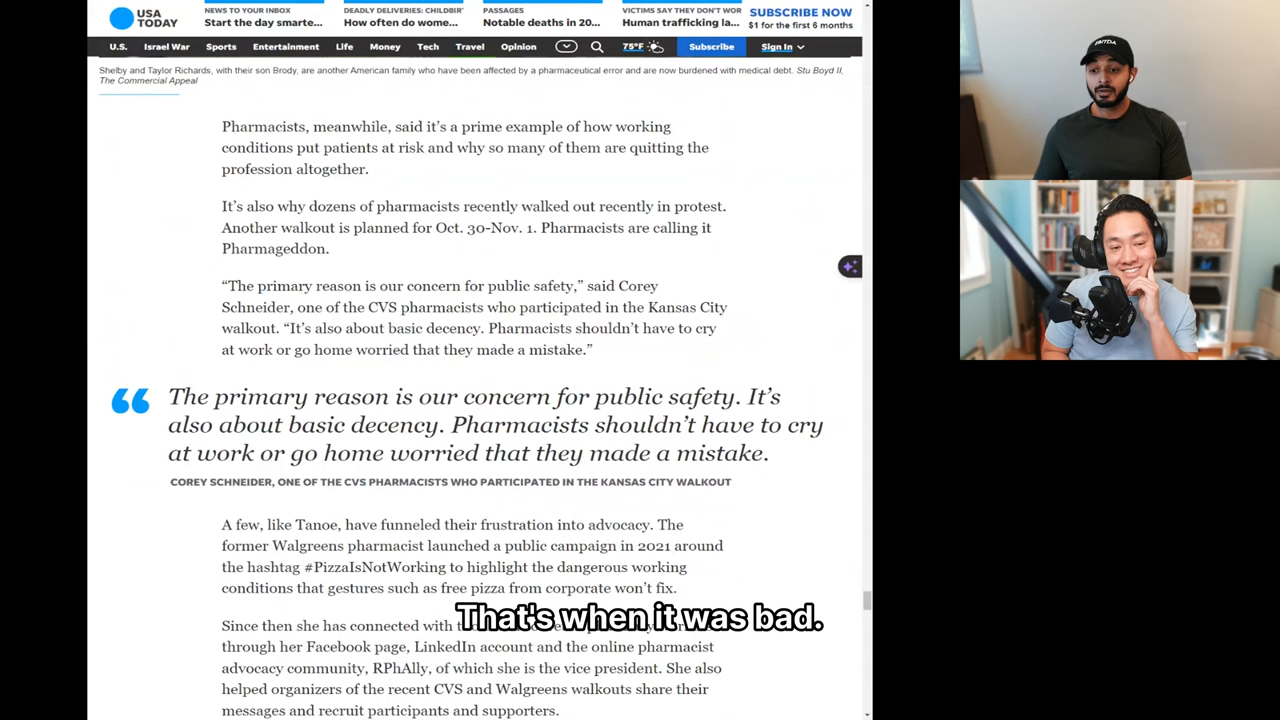 USA
TODAY
NEWS TO YOUR INBOX
Start the day smarte...
DEADLY DELIVERIES: CHILDBIR
How often do wome...
PASSAGES
Notable deaths in 20...
VICTIMS SAY THEY DON'T WOR
Human trafficking la...
SUBSCRIBE NOW
$1 for the first 6 months
U.S. Israel War Sports Entertainment Life Money Tech Travel Opinion 75°F Subscribe Sign In
EBITDA
Shelby and Taylor Richards, with their son Brody, are another American family who have been affected by a pharmaceutical error and are now burdened with medical debt. Stu Boyd II,
The Commercial Appeal
Pharmacists, meanwhile, said it's a prime example of how working
conditions put patients at risk and why so many of them are quitting the
profession altogether.
It's also why dozens of pharmacists recently walked out recently in protest.
Another walkout is planned for Oct. 30-Nov. 1. Pharmacists are calling it
Pharmageddon.
“The primary reason is our concern for public safety,” said Corey
Schneider, one of the CVS pharmacists who participated in the Kansas City
walkout. “It's also about basic decency. Pharmacists shouldn't have to cry
at work or go home worried that they made a mistake.”
“ The primary reason is our concern for public safety. It's
also about basic decency. Pharmacists shouldn't have to cry
at work or go home worried that they made a mistake.
COREY SCHNEIDER, ONE OF THE CVS PHARMACISTS WHO PARTICIPATED IN THE KANSAS CITY WALKOUT
A few, like Tanoe, have funneled their frustration into advocacy. The
former Walgreens pharmacist launched a public campaign in 2021 around
the hashtag #PizzaIsNotWorking to highlight the dangerous working
conditions that gestures such as free pizza from corporate won't fix.
That's when it was bad.
Since then she has connected with
through her Facebook page, LinkedIn account and the online pharmacist
advocacy community, RPhAlly, of which she is the vice president. She also
helped organizers of the recent CVS and Walgreens walkouts share their
messages and recruit participants and supporters.